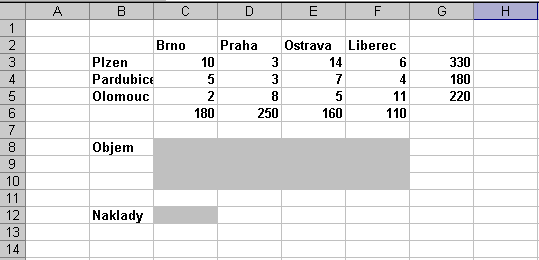 A B C D E F G H
1
2 Brno Praha Ostrava Liberec
3 Plzen 10 3 14 6 330
4 Pardubice 5 3 7 4 180
5 Olomouc 2 8 5 11 220
6 180 250 160 110
7
8 Objem
9
10
11
12 Naklady
13
14